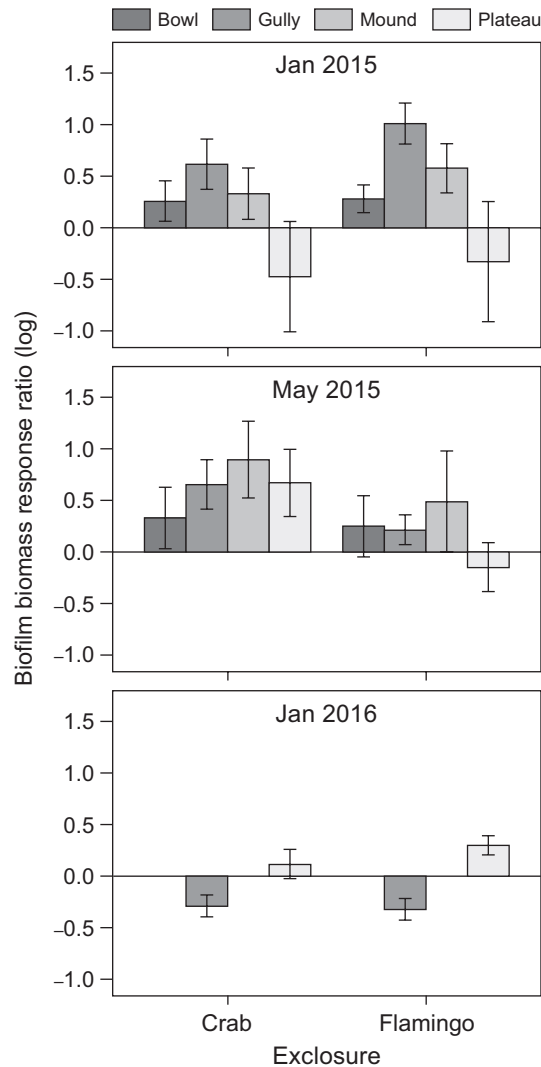 Bowl Gully Mound Plateau
Jan 2015
1.5
1.0
0.5
0.0
–0.5
–1.0
May 2015
1.5
1.0
0.5
0.0
–0.5
–1.0
Jan 2016
1.5
1.0
0.5
0.0
–0.5
–1.0
Biofilm biomass response ratio (log)
Crab Flamingo
Exclosure